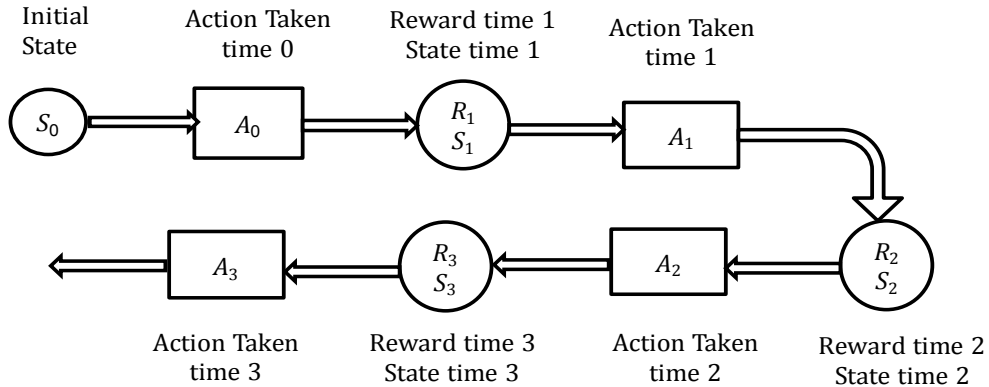 Initial
State
Action Taken
time 0
Reward time 1
State time 1
Action Taken
time 1
S₀
A₀
R₁
S₁
A₁
A₃
R₃
S₃
A₂
R₂
S₂
Action Taken
time 3
Reward time 3
State time 3
Action Taken
time 2
Reward time 2
State time 2